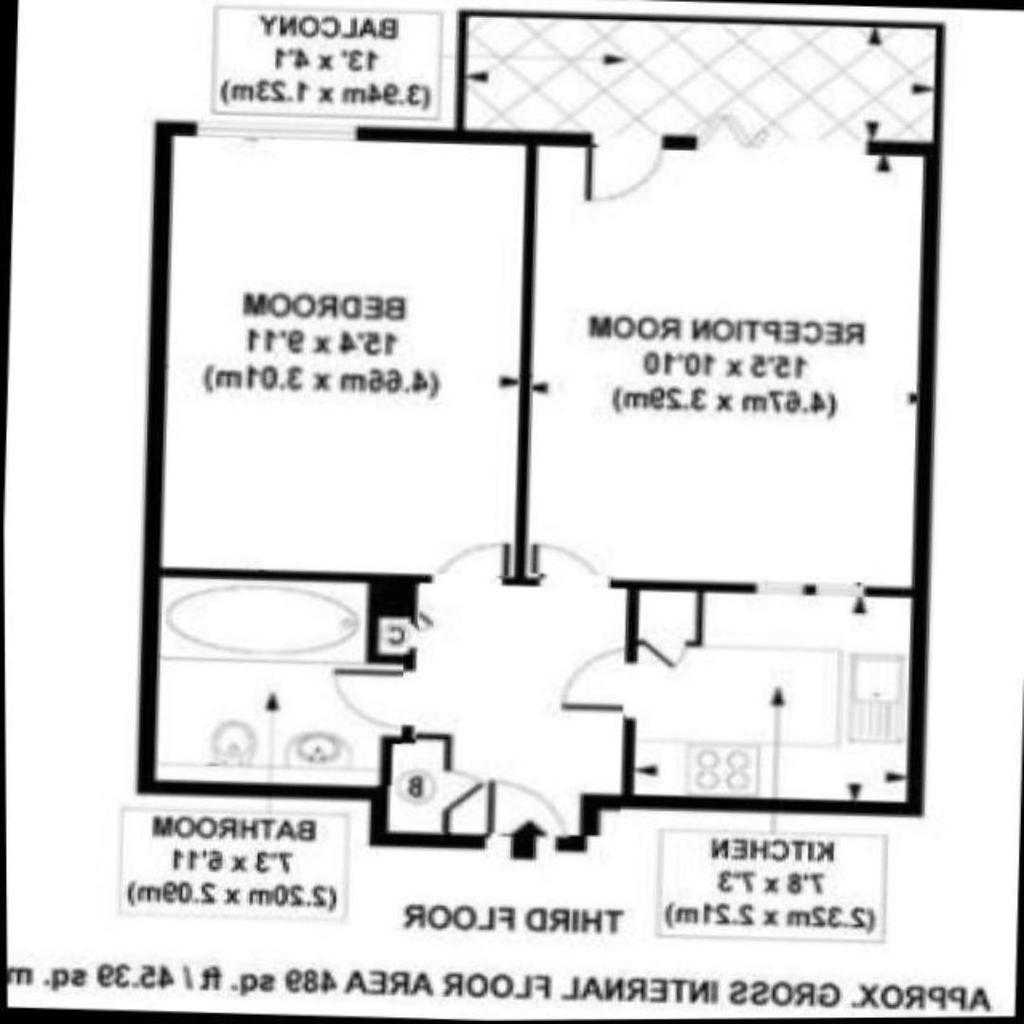 BALCONY
13' x 4'1
(3.94m x 1.23m)
BEDROOM
15'4 x 9'11
(4.66m x 3.01m)
RECEPTION ROOM
15'5 x 10'10
(4.67m x 3.29m)
C
B
BATHROOM
7'3 x 6'11
(2.20m x 2.09m)
KITCHEN
7'8 x 7'3
(2.32m x 2.21m)
THIRD FLOOR
APPROX. GROSS INTERNAL FLOOR AREA 489 sq. ft / 45.39 sq. m